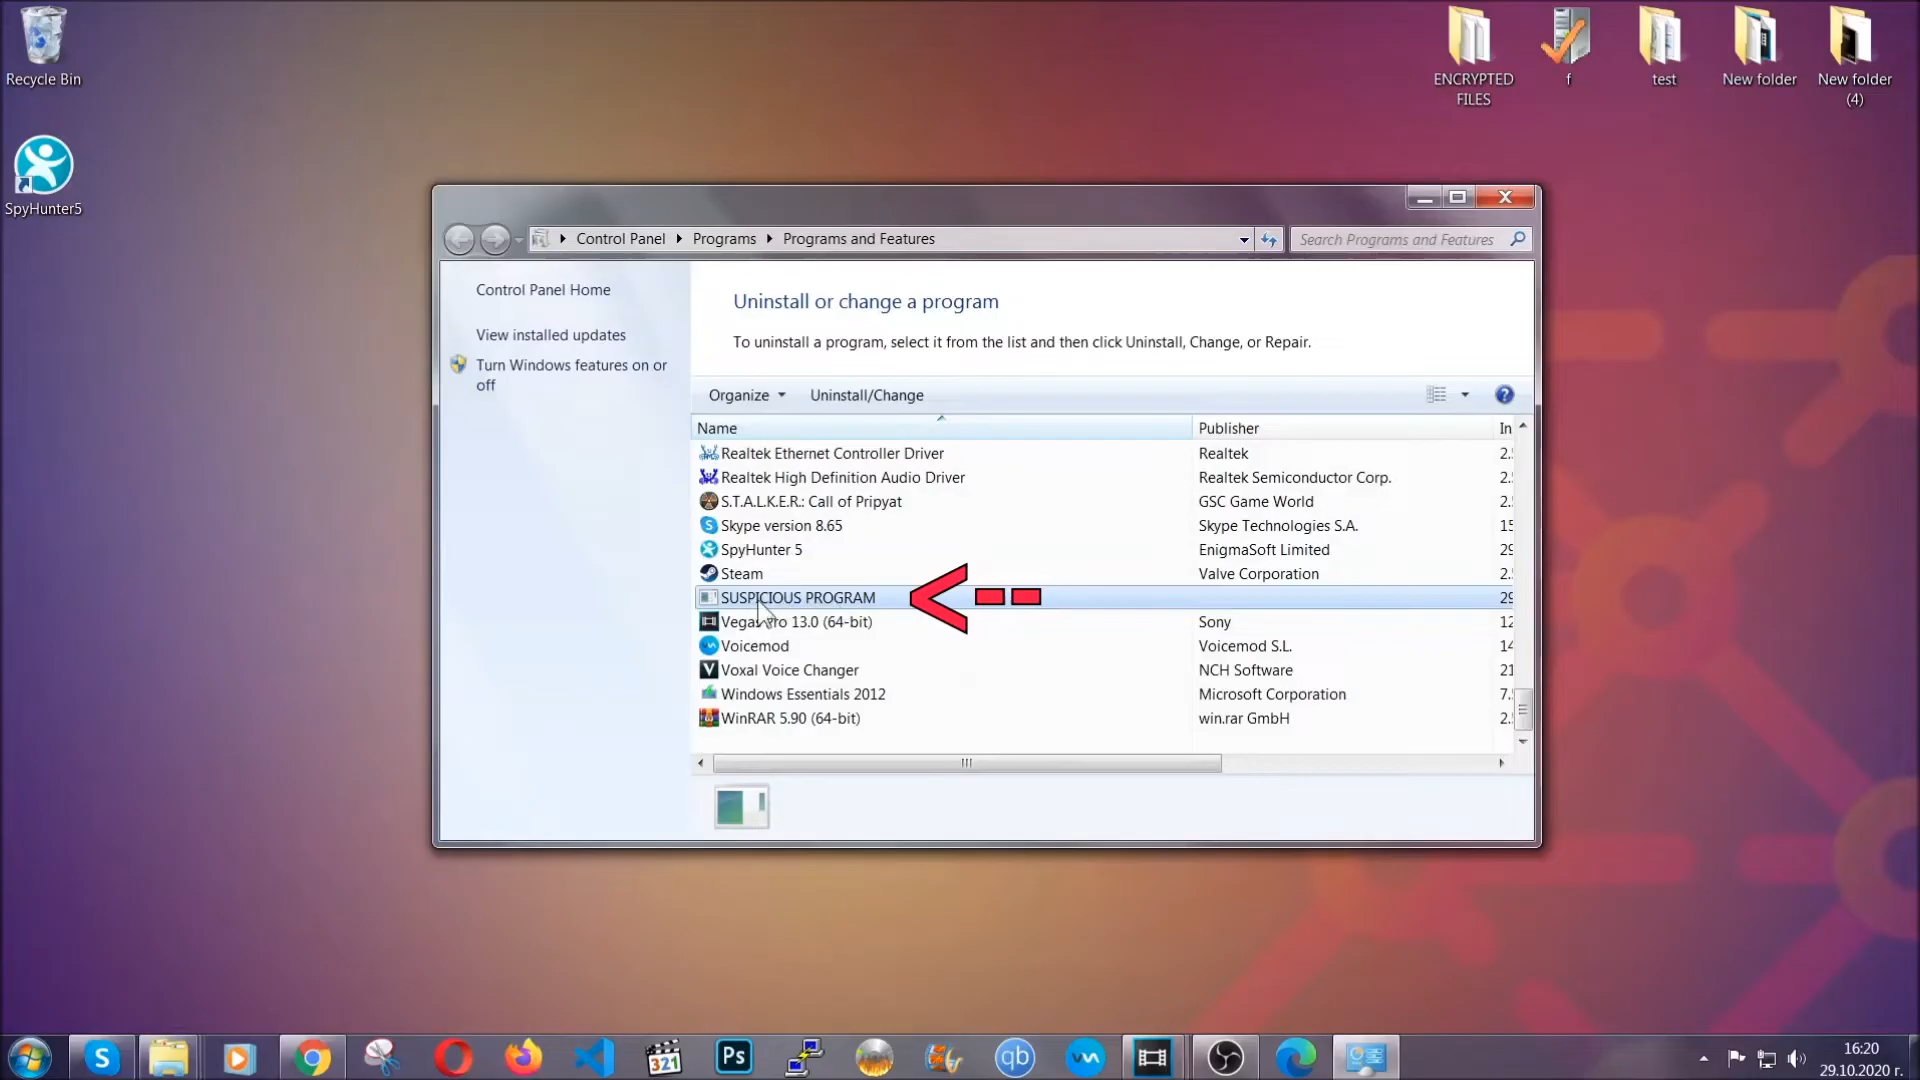 Recycle Bin
SpyHunter5
ENCRYPTED
FILES
f
test
New folder
New folder
(4)
Control Panel
Programs
Programs and Features
Search Programs and Features
Control Panel Home
View installed updates
Turn Windows features on or
off
Uninstall or change a program
To uninstall a program, select it from the list and then click Uninstall, Change, or Repair.
Organize
Uninstall/Change
Name Publisher In
Realtek Ethernet Controller Driver Realtek 2.
Realtek High Definition Audio Driver Realtek Semiconductor Corp. 2.
S.T.A.L.K.E.R.: Call of Pripyat GSC Game World 2.
Skype version 8.65 Skype Technologies S.A. 15
SpyHunter 5 EnigmaSoft Limited 29
Steam Valve Corporation 2.
SUSPICIOUS PROGRAM 29
Vegas Pro 13.0 (64-bit) Sony 12
Voicemod Voicemod S.L. 14
Voxal Voice Changer NCH Software 21
Windows Essentials 2012 Microsoft Corporation 7.
WinRAR 5.90 (64-bit) win.rar GmbH 2.
321
Ps
qb
16:20
29.10.2020 г.